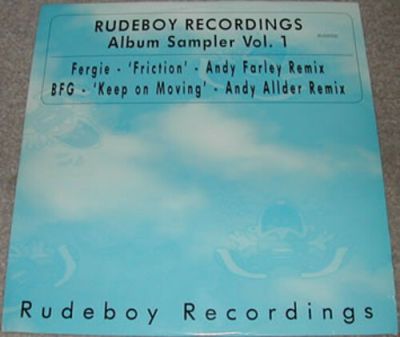 RUDEBOY RECORDINGS
Album Sampler Vol. 1
Fergie - 'Friction' - Andy Farley Remix
BFG - 'Keep on Moving' - Andy Allder Remix
Rudeboy Recordings